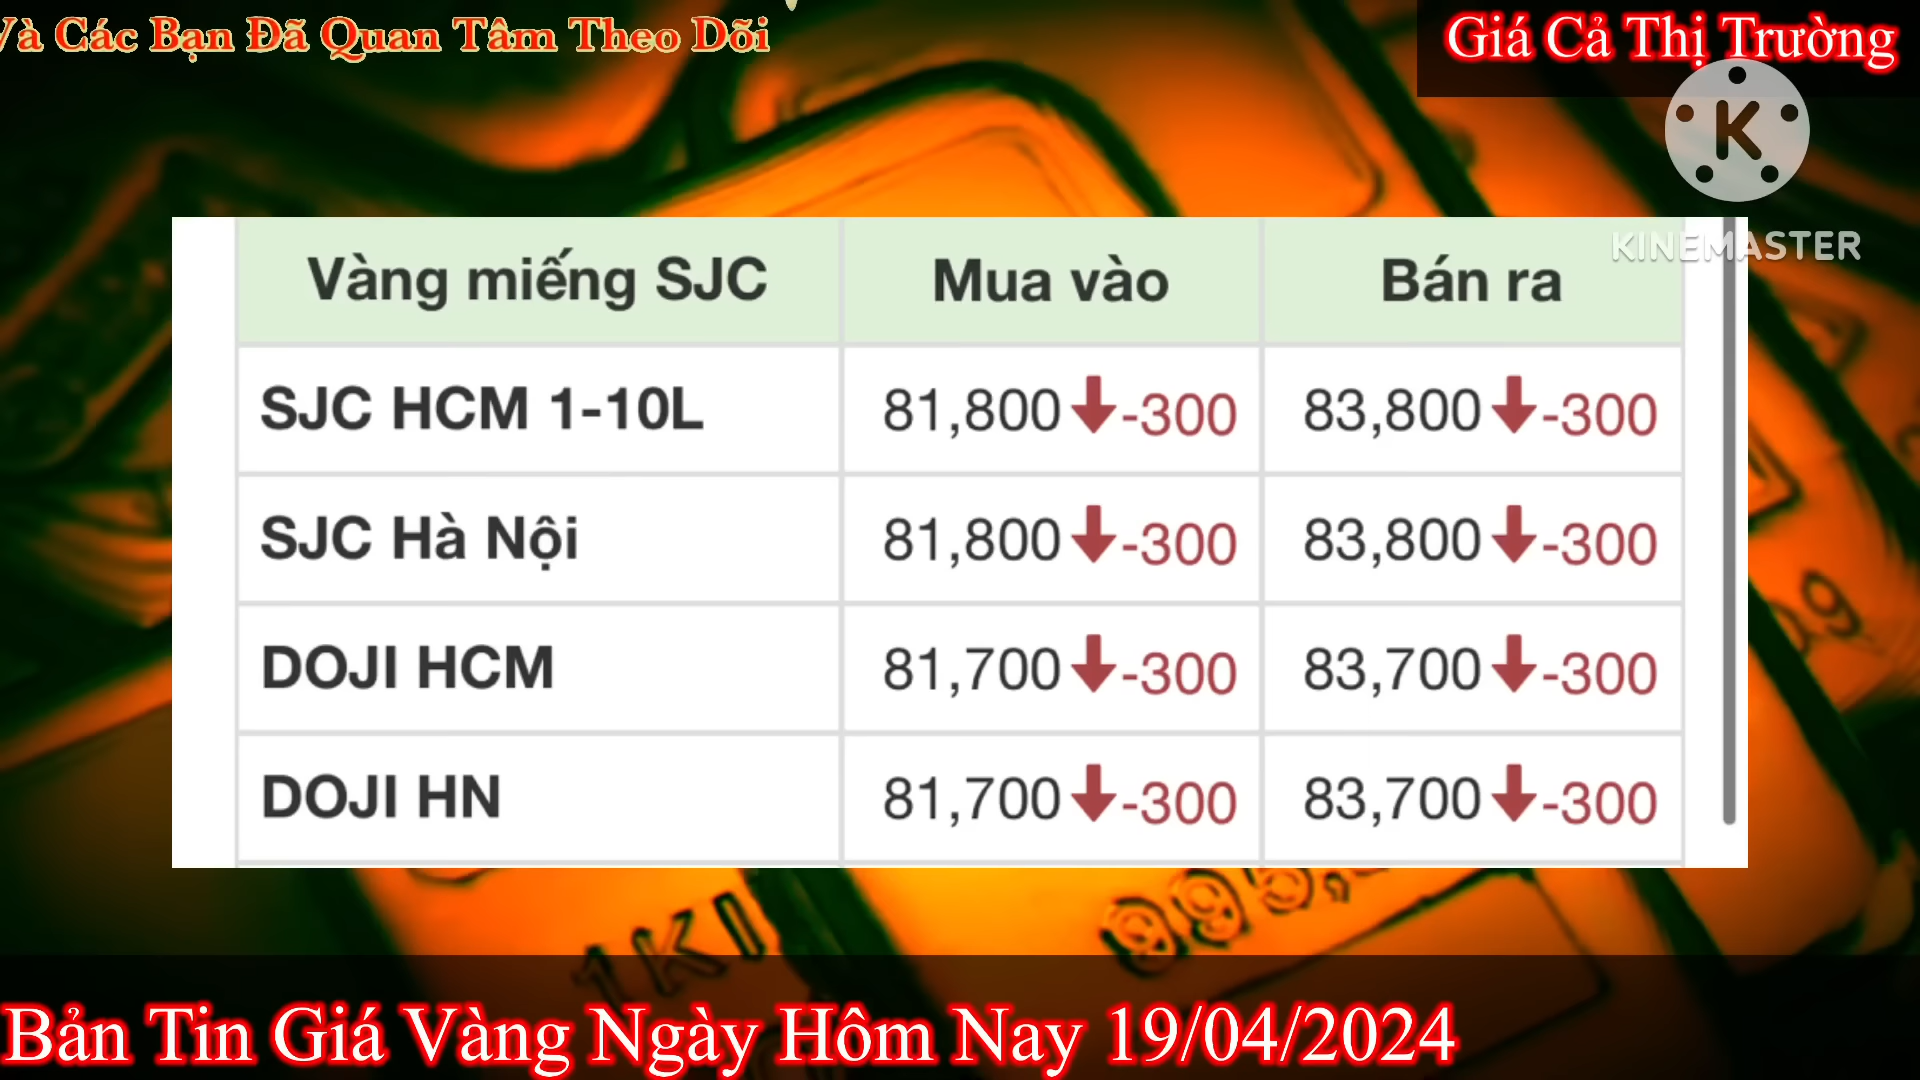 Và Các Bạn Đã Quan Tâm Theo Dõi
Giá Cả Thị Trường
K
KINEMASTER
Vàng miếng SJC Mua vào Bán ra
SJC HCM 1-10L 81,800 -300 83,800 -300
SJC Hà Nội 81,800 -300 83,800 -300
DOJI HCM 81,700 -300 83,700 -300
DOJI HN 81,700 -300 83,700 -300
1KI 995,
Bản Tin Giá Vàng Ngày Hôm Nay 19/04/2024